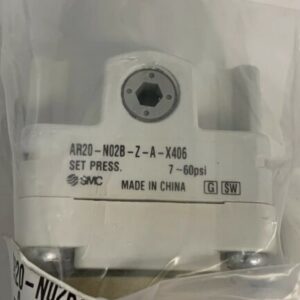 AR20-N02B-Z-A-X406
SET PRESS. 7~60psi
SMC MADE IN CHINA G SW